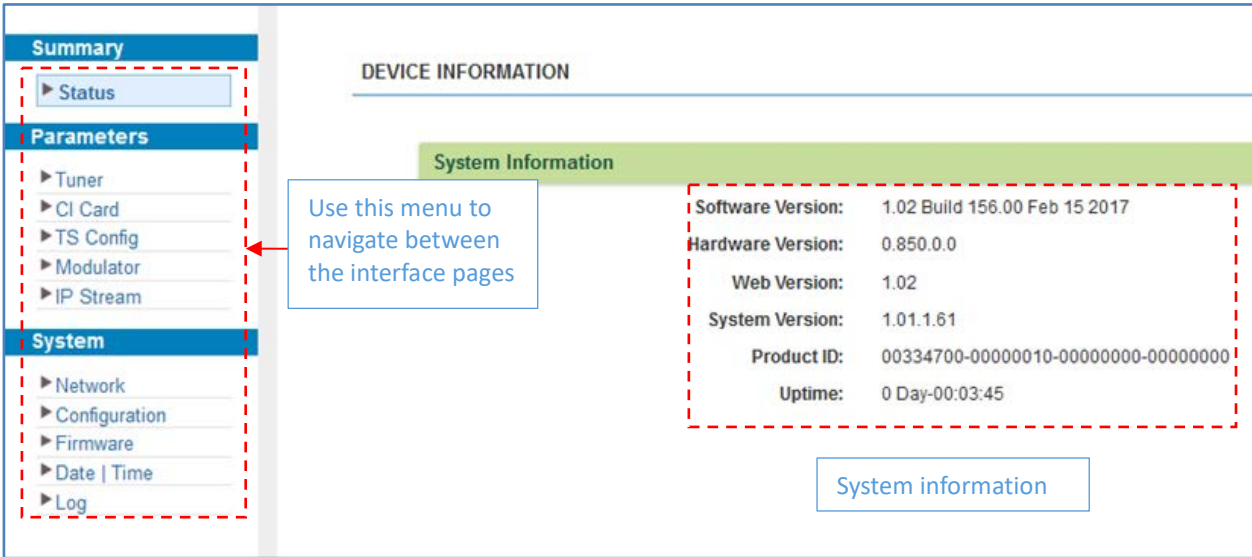 Summary
Status
Parameters
Tuner
CI Card
TS Config
Modulator
IP Stream
System
Network
Configuration
Firmware
Date | Time
Log
Use this menu to
navigate between
the interface pages
DEVICE INFORMATION
System Information
Software Version: 1.02 Build 156.00 Feb 15 2017
Hardware Version: 0.850.0.0
Web Version: 1.02
System Version: 1.01.1.61
Product ID: 00334700-00000010-00000000-00000000
Uptime: 0 Day-00:03:45
System information